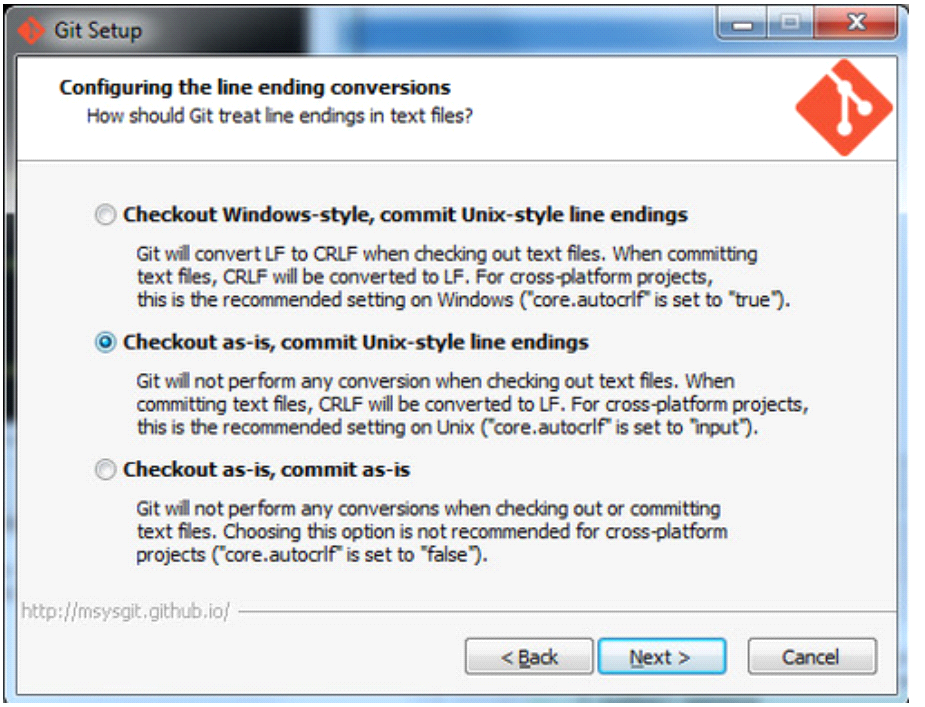 Git Setup
Configuring the line ending conversions
How should Git treat line endings in text files?
Checkout Windows-style, commit Unix-style line endings
Git will convert LF to CRLF when checking out text files. When committing
text files, CRLF will be converted to LF. For cross-platform projects,
this is the recommended setting on Windows ("core.autocrlf" is set to "true").
Checkout as-is, commit Unix-style line endings
Git will not perform any conversion when checking out text files. When
committing text files, CRLF will be converted to LF. For cross-platform projects,
this is the recommended setting on Unix ("core.autocrlf" is set to "input").
Checkout as-is, commit as-is
Git will not perform any conversions when checking out or committing
text files. Choosing this option is not recommended for cross-platform
projects ("core.autocrlf" is set to "false").
http://msysgit.github.io/
< Back Next > Cancel